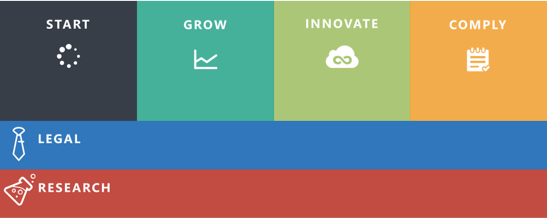 START
GROW
INNOVATE
COMPLY
LEGAL
RESEARCH